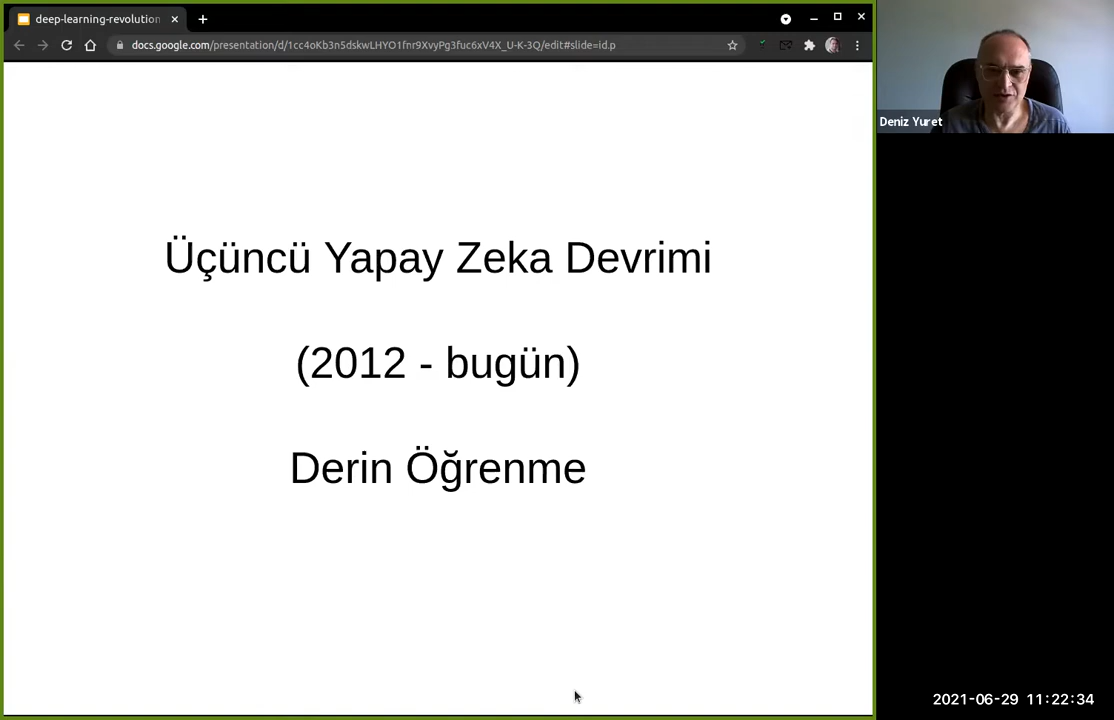 deep-learning-revolution
docs.google.com/presentation/d/1cc4oKb3n5dskwLHYO1fnr9XvyPg3fuc6xV4X_U-K-3Q/edit#slide=id.p
Deniz Yuret
Üçüncü Yapay Zeka Devrimi
(2012 - bugün)
Derin Öğrenme
2021-06-29 11:22:34